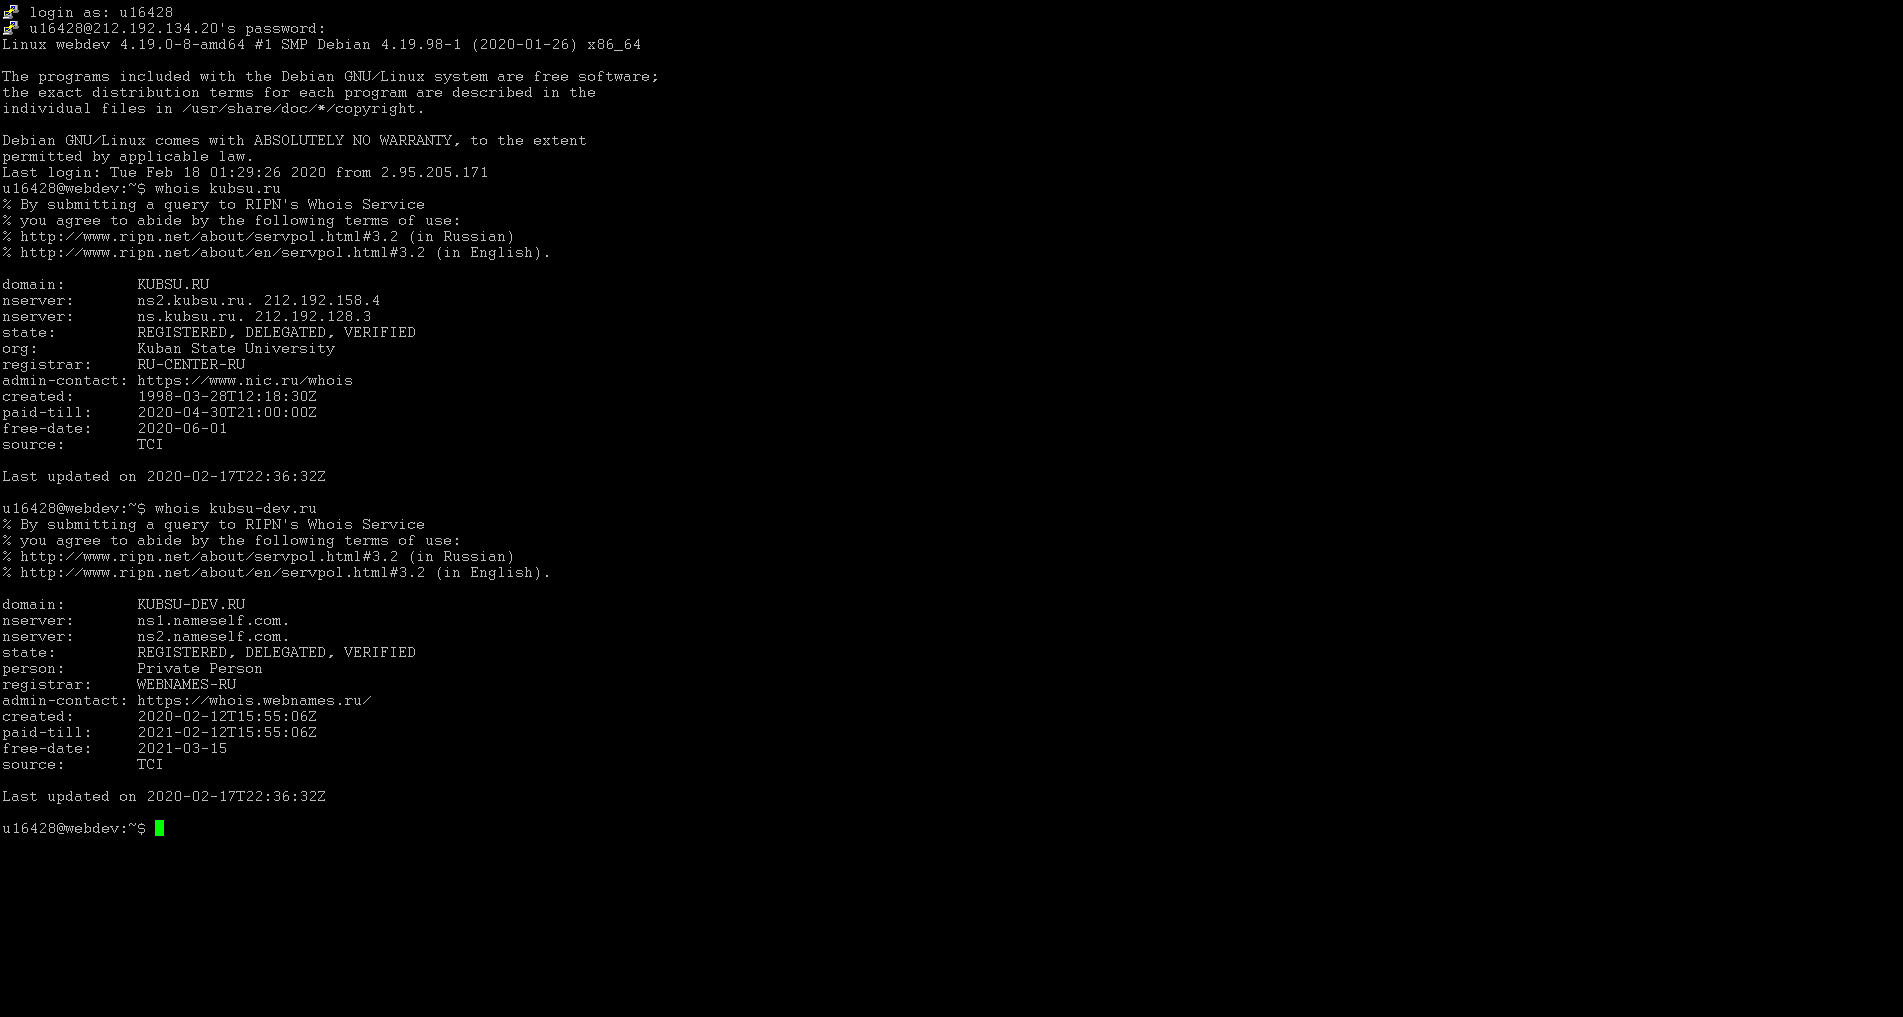 login as: u16428
u16428@212.192.134.20's password:
Linux webdev 4.19.0-8-amd64 #1 SMP Debian 4.19.98-1 (2020-01-26) x86_64
The programs included with the Debian GNU/Linux system are free software;
the exact distribution terms for each program are described in the
individual files in /usr/share/doc/*/copyright.
Debian GNU/Linux comes with ABSOLUTELY NO WARRANTY, to the extent
permitted by applicable law.
Last login: Tue Feb 18 01:29:26 2020 from 2.95.205.171
u16428@webdev:~$ whois kubsu.ru
% By submitting a query to RIPN's Whois Service
% you agree to abide by the following terms of use:
% http://www.ripn.net/about/servpol.html#3.2 (in Russian)
% http://www.ripn.net/about/en/servpol.html#3.2 (in English).
domain:        KUBSU.RU
nserver:       ns2.kubsu.ru. 212.192.158.4
nserver:       ns.kubsu.ru. 212.192.128.3
state:         REGISTERED, DELEGATED, VERIFIED
org:           Kuban State University
registrar:     RU-CENTER-RU
admin-contact: https://www.nic.ru/whois
created:       1998-03-28T12:18:30Z
paid-till:     2020-04-30T21:00:00Z
free-date:     2020-06-01
source:        TCI
Last updated on 2020-02-17T22:36:32Z
u16428@webdev:~$ whois kubsu-dev.ru
% By submitting a query to RIPN's Whois Service
% you agree to abide by the following terms of use:
% http://www.ripn.net/about/servpol.html#3.2 (in Russian)
% http://www.ripn.net/about/en/servpol.html#3.2 (in English).
domain:        KUBSU-DEV.RU
nserver:       ns1.nameself.com.
nserver:       ns2.nameself.com.
state:         REGISTERED, DELEGATED, VERIFIED
person:        Private Person
registrar:     WEBNAMES-RU
admin-contact: https://whois.webnames.ru/
created:       2020-02-12T15:55:06Z
paid-till:     2021-02-12T15:55:06Z
free-date:     2021-03-15
source:        TCI
Last updated on 2020-02-17T22:36:32Z
u16428@webdev:~$